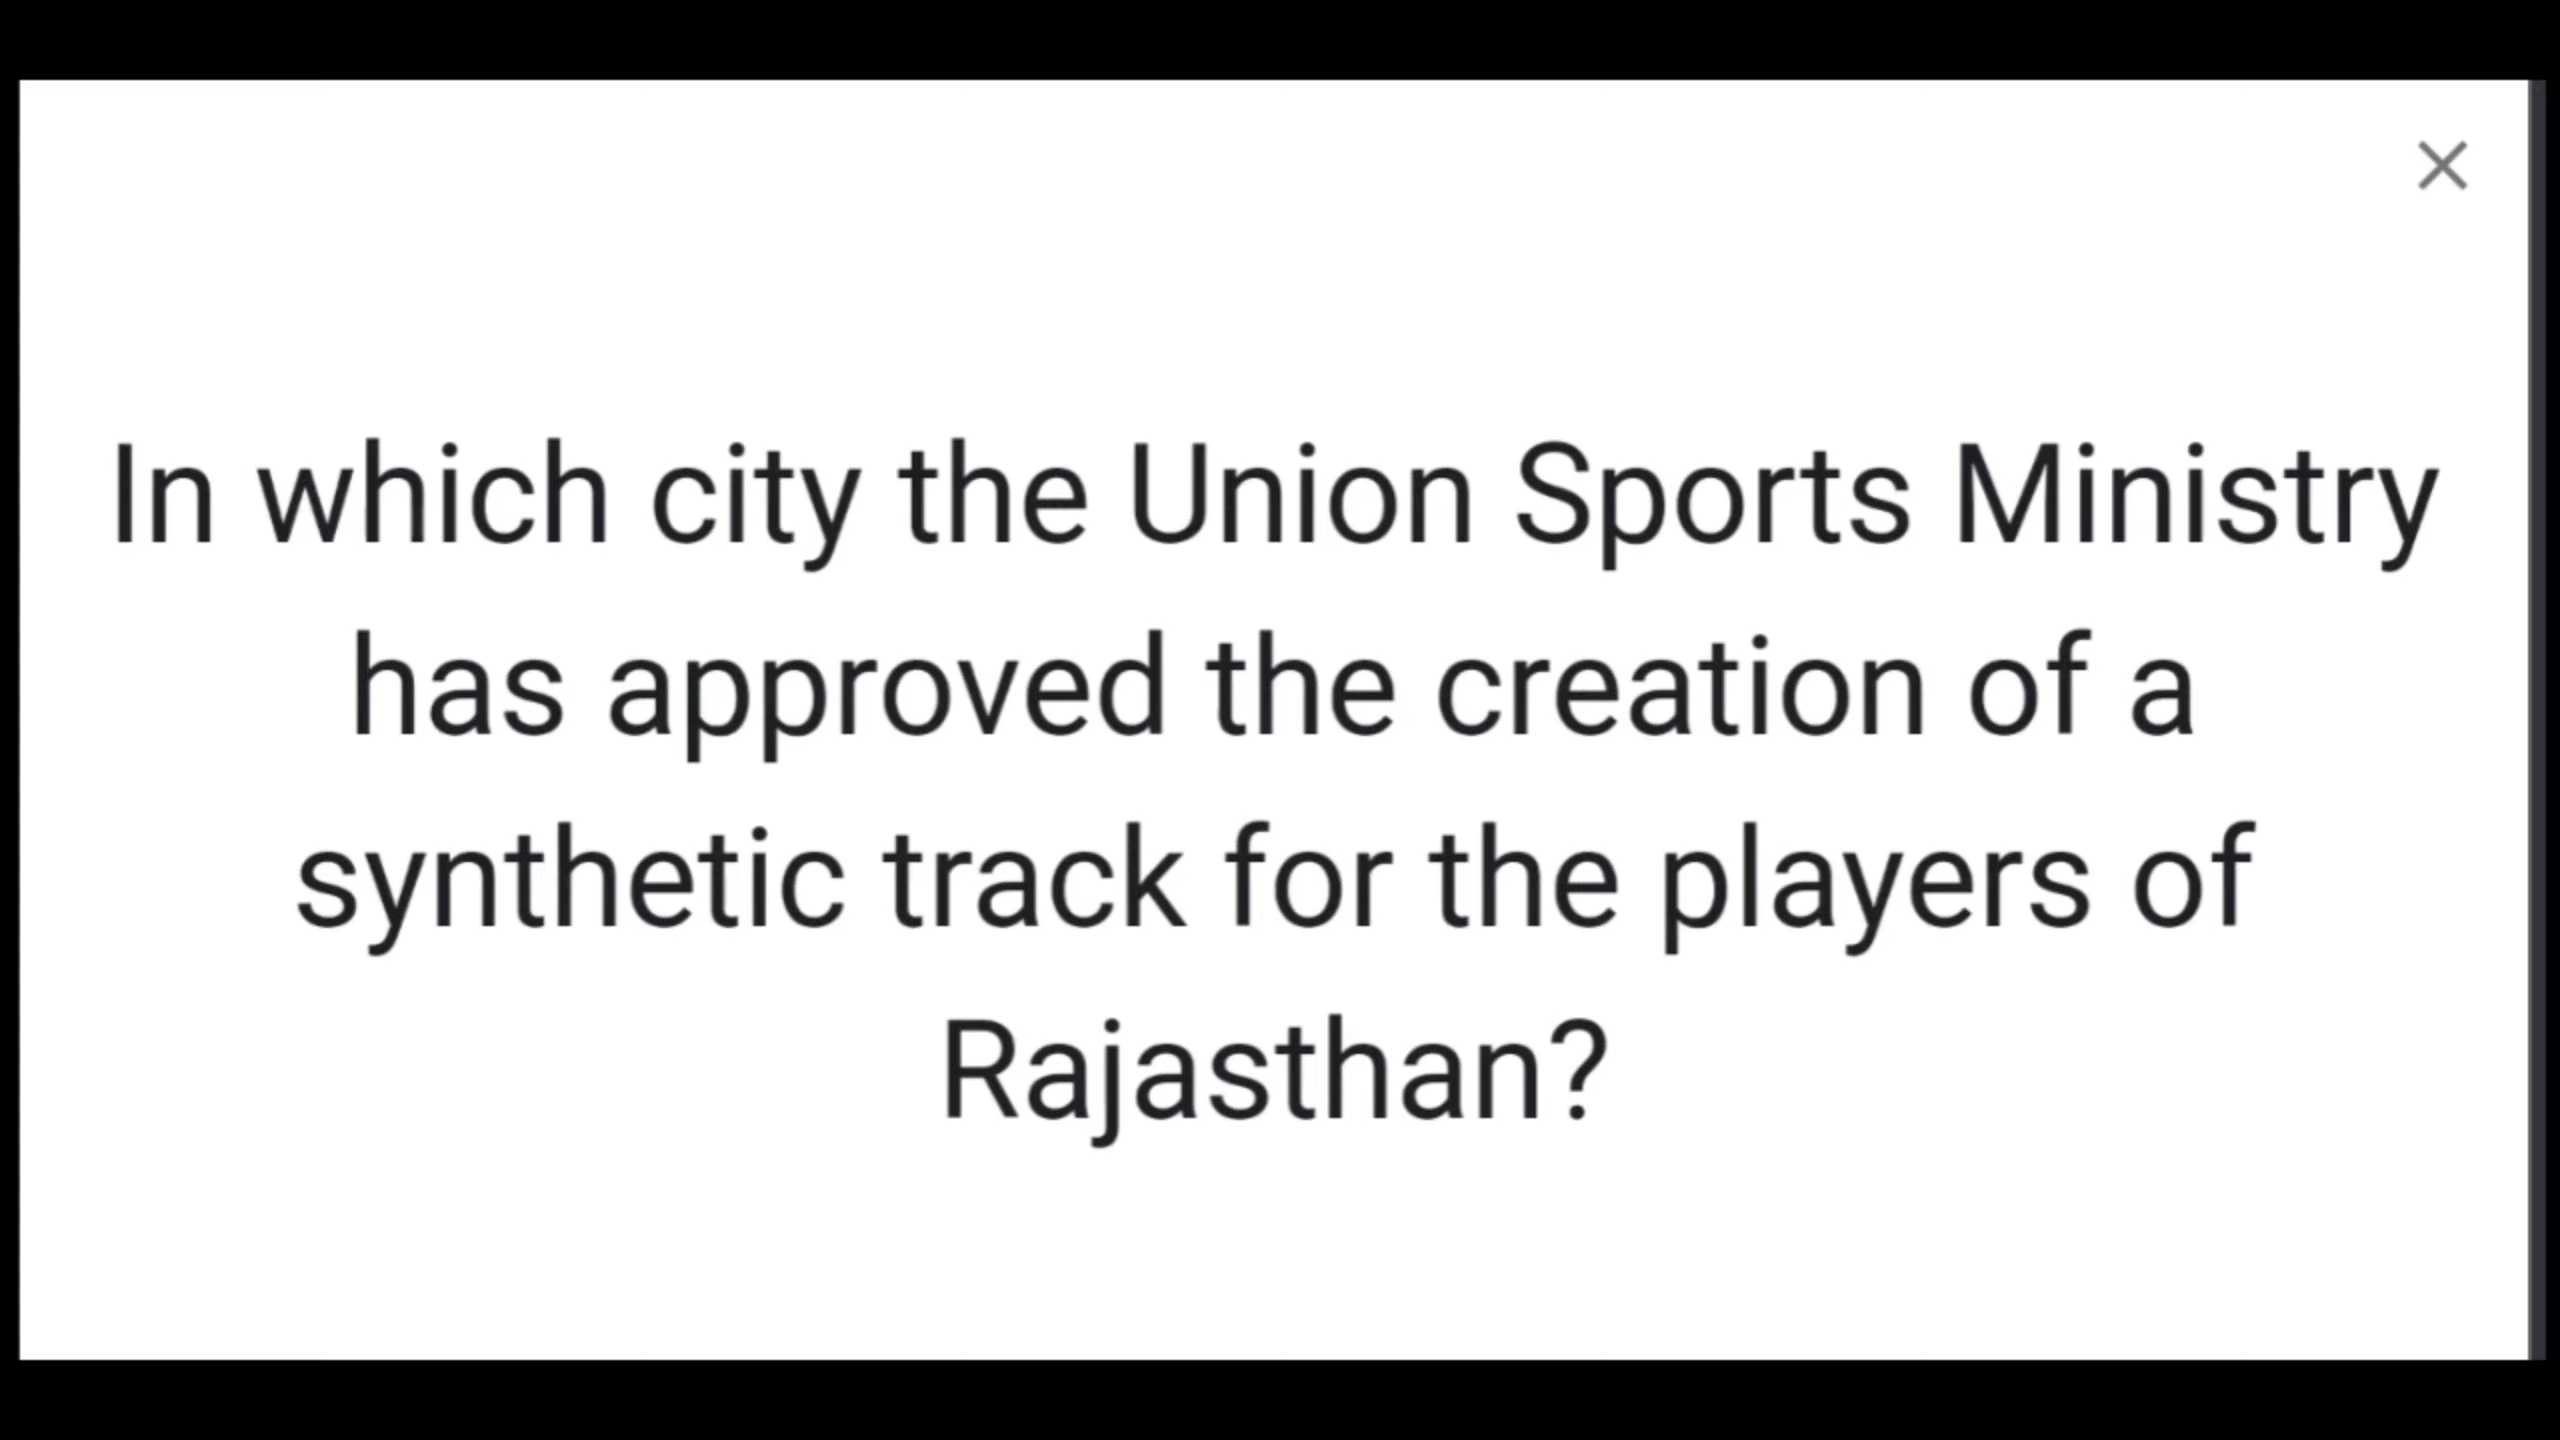 In which city the Union Sports Ministry
has approved the creation of a
synthetic track for the players of
Rajasthan?